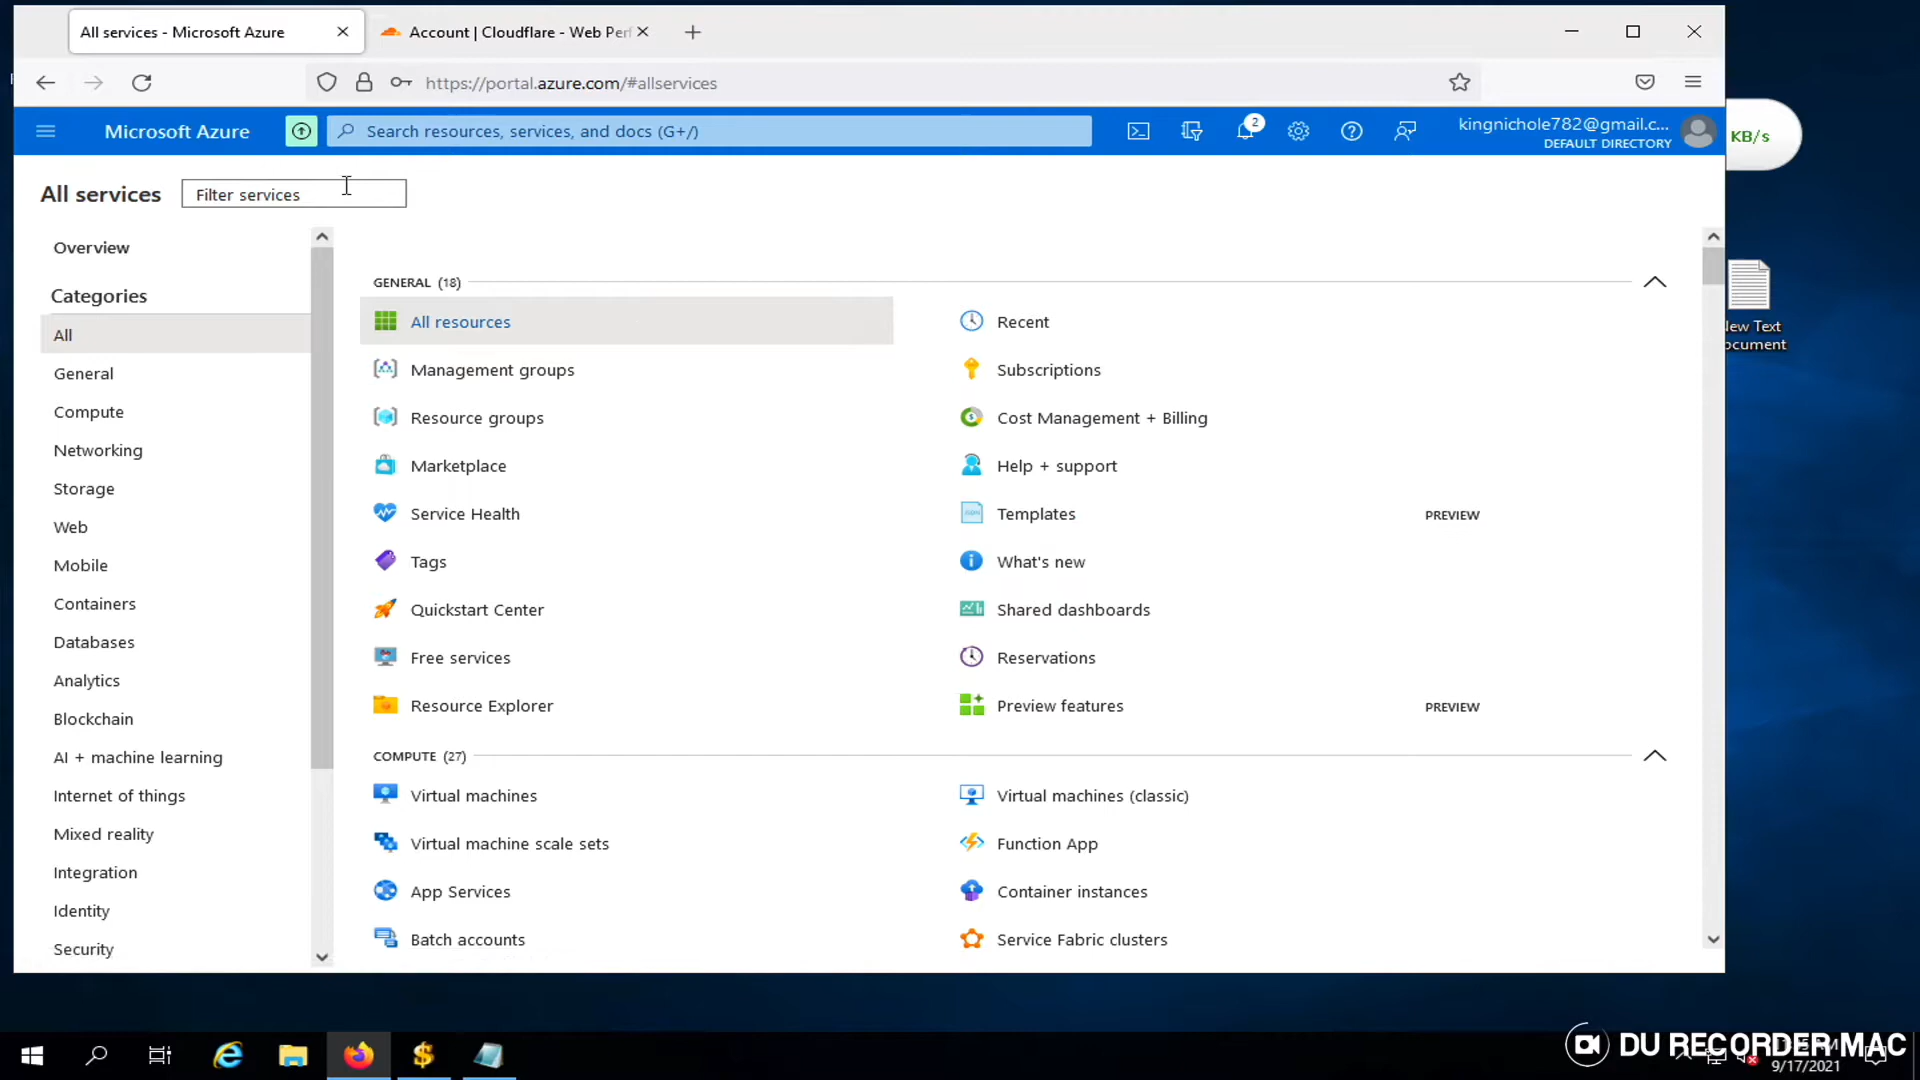 All services - Microsoft Azure
Account | Cloudflare - Web Perf
https://portal.azure.com/#allservices
Microsoft Azure
Search resources, services, and docs (G+/)
2
kingnichole782@gmail.c...
DEFAULT DIRECTORY
KB/s
All services
Filter services
Overview
Categories
All
General
Compute
Networking
Storage
Web
Mobile
Containers
Databases
Analytics
Blockchain
AI + machine learning
Internet of things
Mixed reality
Integration
Identity
Security
GENERAL (18)
All resources
Recent
Management groups
Subscriptions
Resource groups
Cost Management + Billing
Marketplace
Help + support
Service Health
Templates
PREVIEW
Tags
What's new
Quickstart Center
Shared dashboards
Free services
Reservations
Resource Explorer
Preview features
PREVIEW
COMPUTE (27)
Virtual machines
Virtual machines (classic)
Virtual machine scale sets
Function App
App Services
Container instances
Batch accounts
Service Fabric clusters
New Text
Document
DU RECORDER MAC
9/17/2021